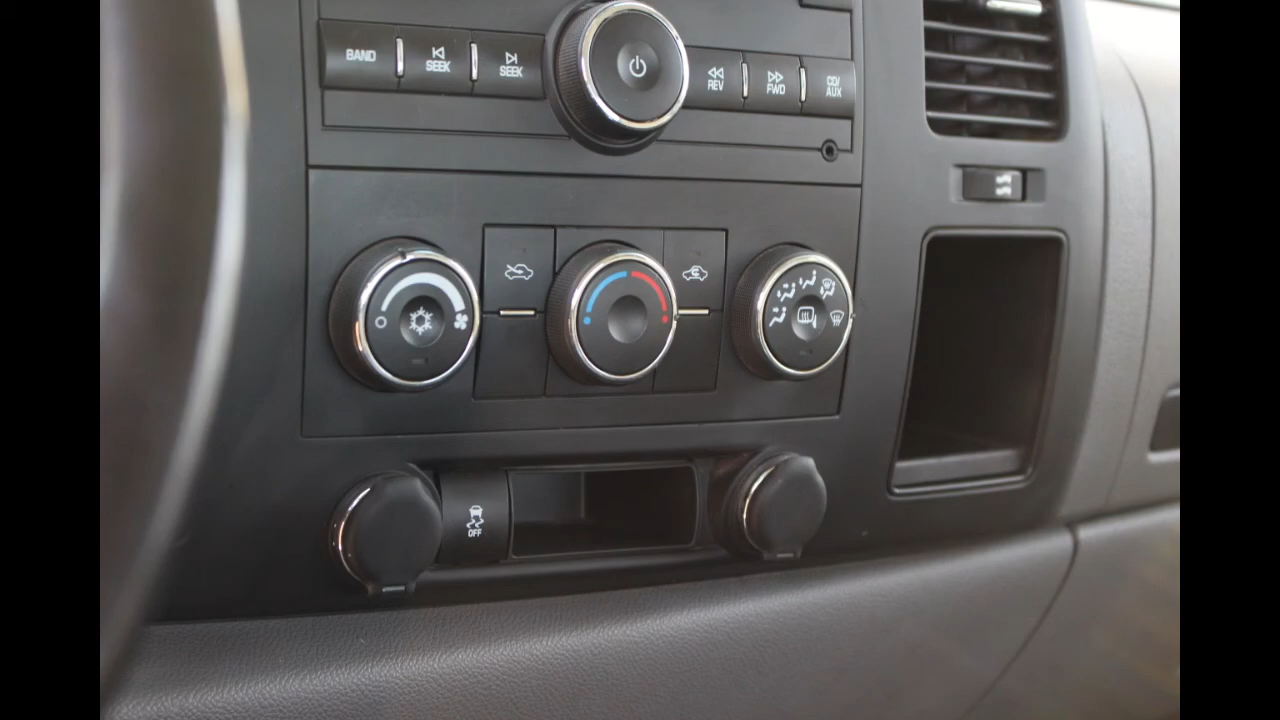 BAND
SEEK
SEEK
REV
FWD
CD/
AUX
OFF